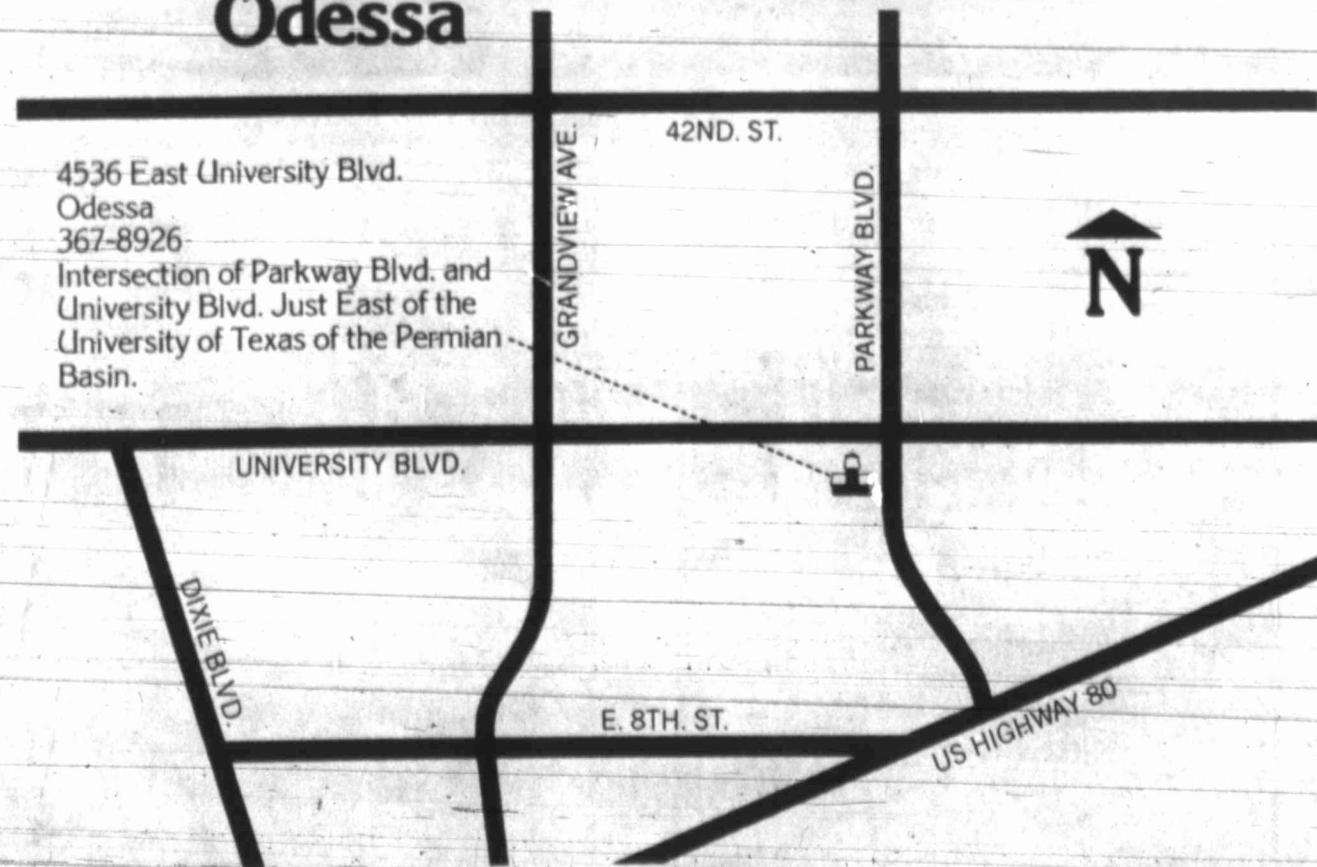 Odessa
42ND. ST.
4536 East University Blvd.
Odessa
367-8926
Intersection of Parkway Blvd. and
University Blvd. Just East of the
University of Texas of the Permian
Basin.
GRANDVIEW AVE.
PARKWAY BLVD.
N
UNIVERSITY BLVD.
DIXIE BLVD.
E. 8TH. ST.
US HIGHWAY 80